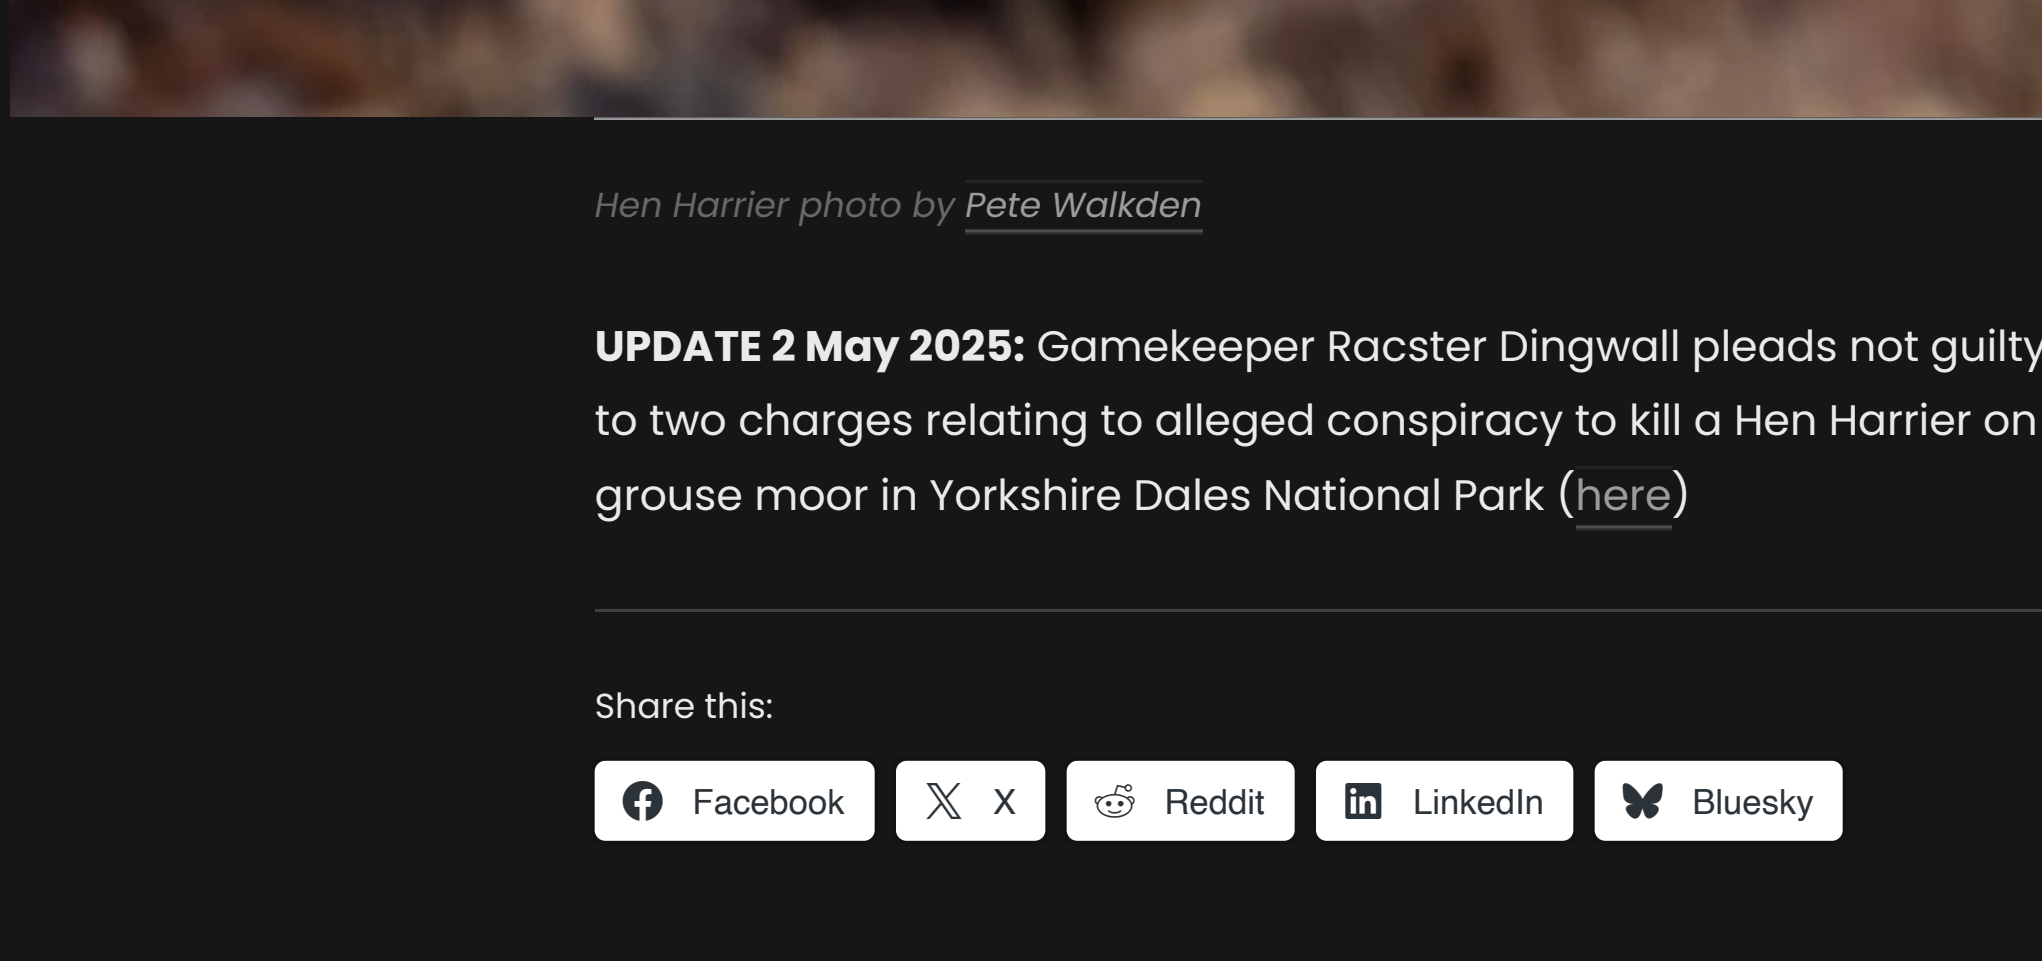 Hen Harrier photo by Pete Walkden
UPDATE 2 May 2025: Gamekeeper Racster Dingwall pleads not guilty
to two charges relating to alleged conspiracy to kill a Hen Harrier on
grouse moor in Yorkshire Dales National Park (here)
Share this:
Facebook X Reddit LinkedIn Bluesky